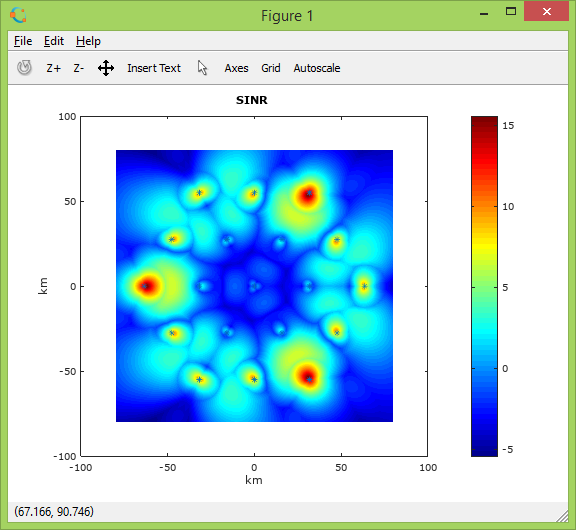 Figure 1
File Edit Help
Z+ Z- Insert Text Axes Grid Autoscale
SINR
100
50
0
-50
-100
km
-100 -50 0 50 100
km
15
10
5
0
-5
(67.166, 90.746)